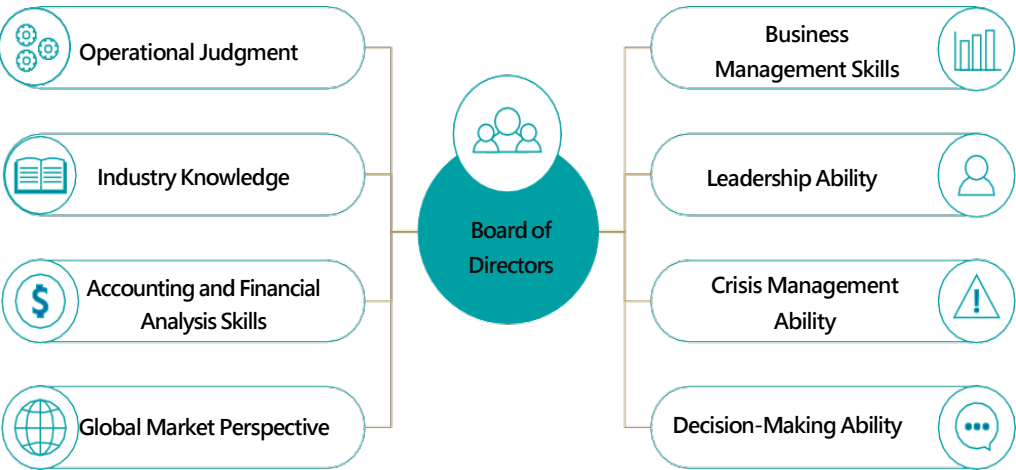 Operational Judgment
Industry Knowledge
Accounting and Financial
Analysis Skills
Global Market Perspective
Board of
Directors
Business
Management Skills
Leadership Ability
Crisis Management
Ability
Decision-Making Ability